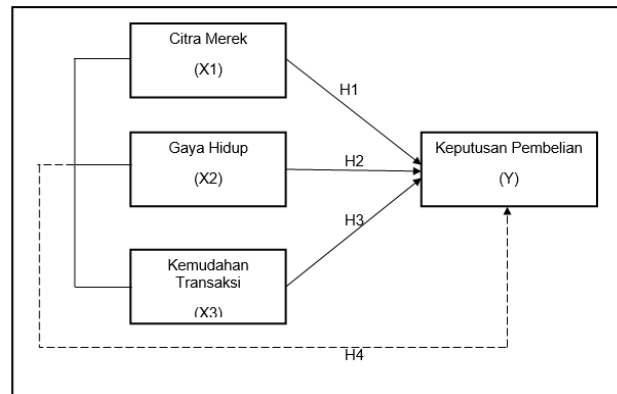 Citra Merek
(X1)
H1
Gaya Hidup
(X2)
H2
Keputusan Pembelian
(Y)
H3
Kemudahan
Transaksi
(X3)
H4